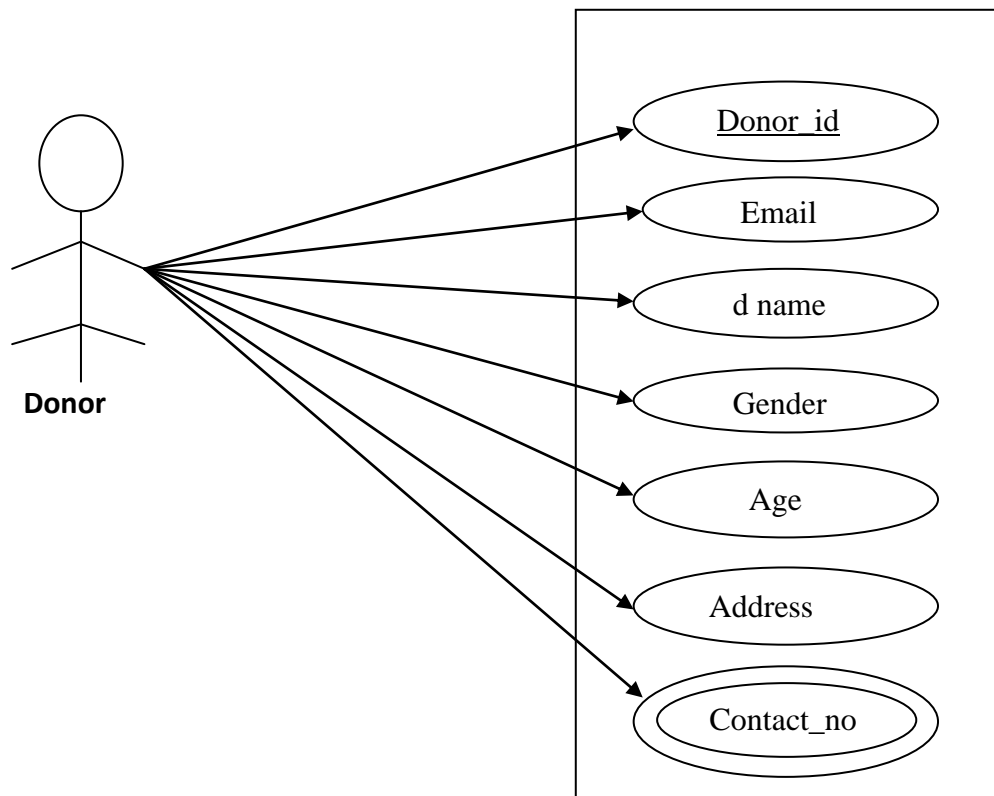 Donor_id
Email
d name
Gender
Donor
Age
Address
Contact_no